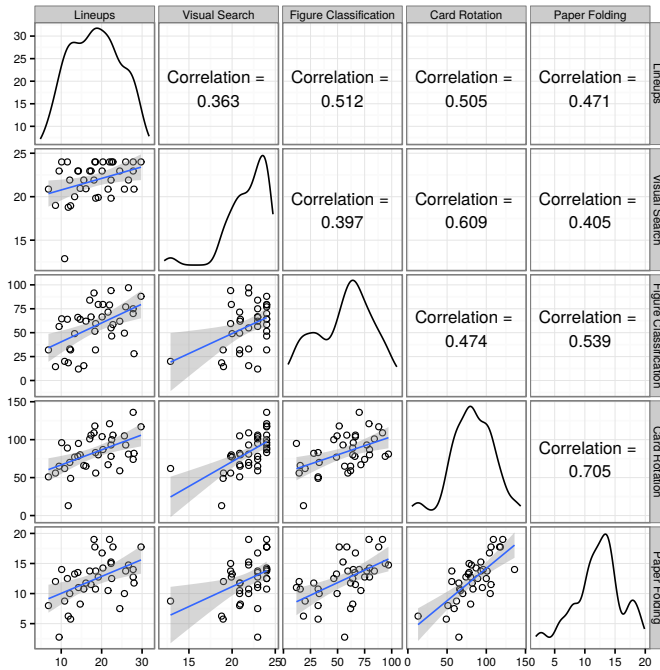 Lineups Visual Search Figure Classification Card Rotation Paper Folding
30
25
20
15
10
Correlation =
0.363
Correlation =
0.512
Correlation =
0.505
Correlation =
0.471
Lineups
25
20
15
Correlation =
0.397
Correlation =
0.609
Correlation =
0.405
Visual Search
100
75
50
25
0
Correlation =
0.474
Correlation =
0.539
Figure Classification
150
100
50
0
Correlation =
0.705
Card Rotation
20
15
10
5
Paper Folding
10 20 30 15 20 25 0 25 50 75 100 0 50 100 150 5 10 15 20